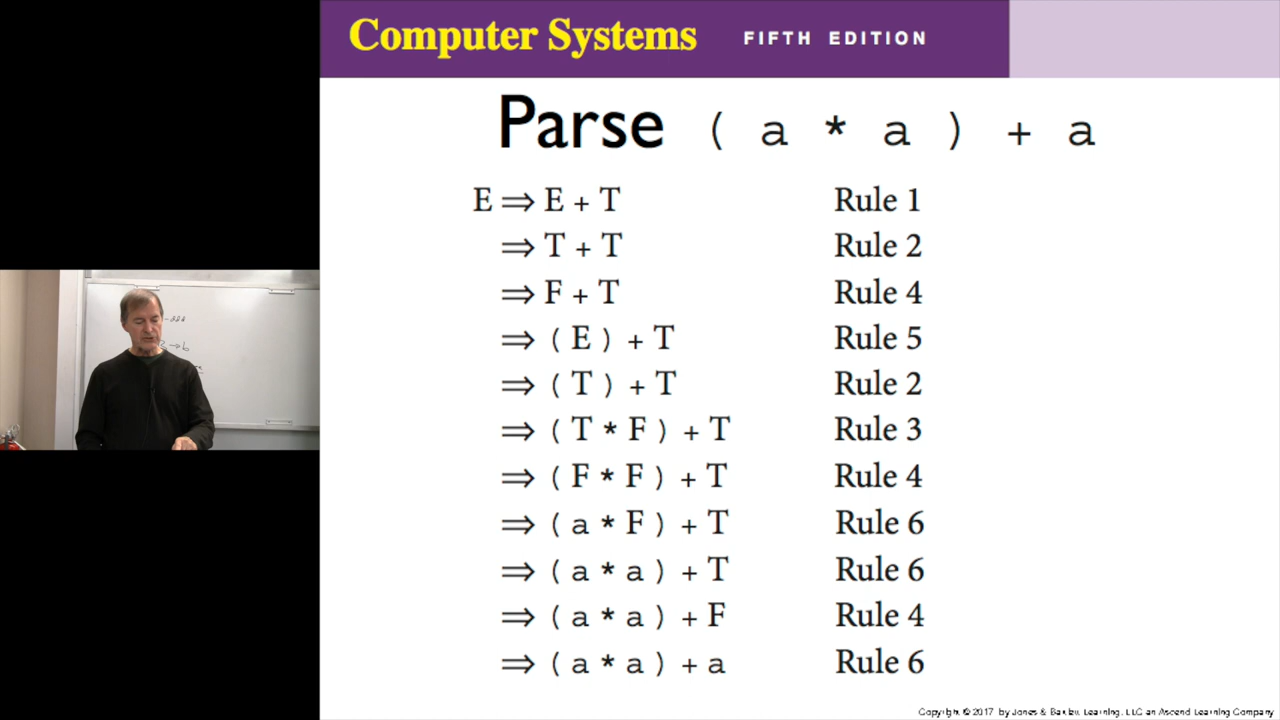 Computer Systems FIFTH EDITION
Parse ( a * a ) + a
E ⇒ E + T Rule 1
⇒ T + T Rule 2
⇒ F + T Rule 4
⇒ ( E ) + T Rule 5
⇒ ( T ) + T Rule 2
⇒ ( T * F ) + T Rule 3
⇒ ( F * F ) + T Rule 4
⇒ ( a * F ) + T Rule 6
⇒ ( a * a ) + T Rule 6
⇒ ( a * a ) + F Rule 4
⇒ ( a * a ) + a Rule 6
Copyright © 2017 by Jones & Bartlett Learning, LLC an Ascend Learning Company